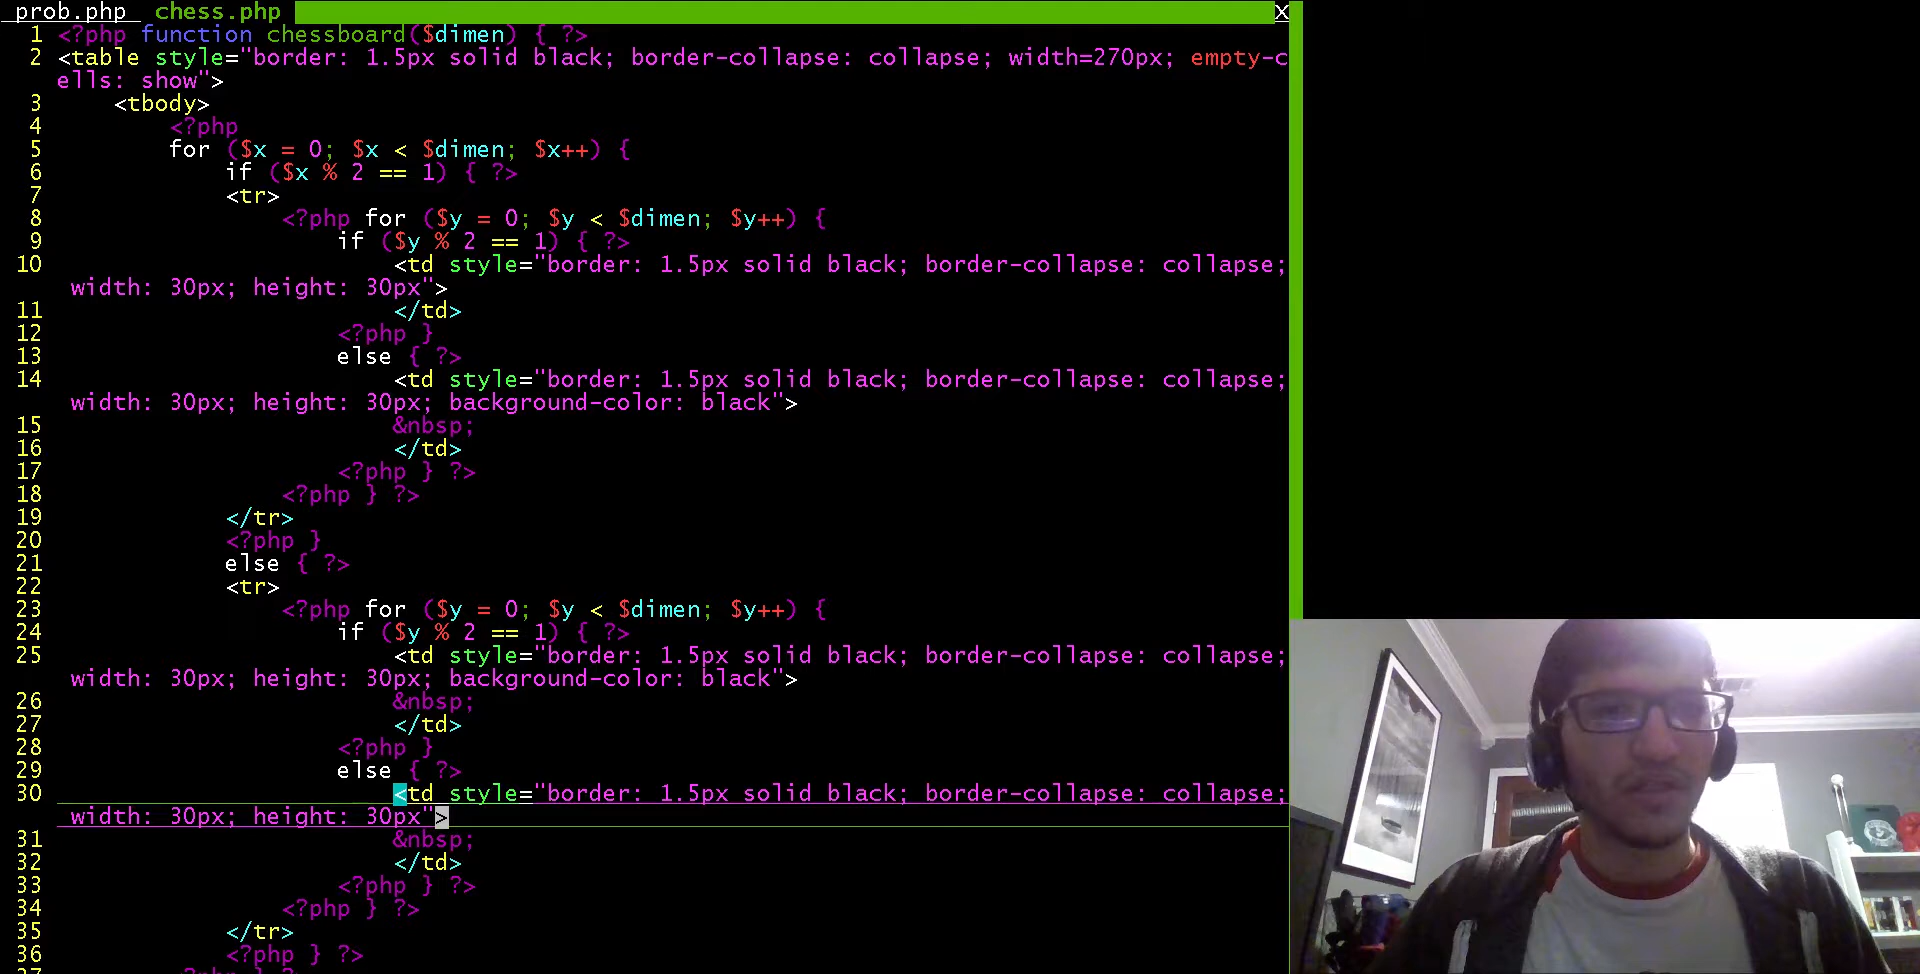 prob.php  chess.php  X
1 <?php function chessboard($dimen) { ?>
2 <table style="border: 1.5px solid black; border-collapse: collapse; width=270px; empty-c
ells: show">
3 <tbody>
4 <?php
5 for ($x = 0; $x < $dimen; $x++) {
6 if ($x % 2 == 1) { ?>
7 <tr>
8 <?php for ($y = 0; $y < $dimen; $y++) {
9 if ($y % 2 == 1) { ?>
10 <td style="border: 1.5px solid black; border-collapse: collapse;
width: 30px; height: 30px">
11 </td>
12 <?php }
13 else { ?>
14 <td style="border: 1.5px solid black; border-collapse: collapse;
width: 30px; height: 30px; background-color: black">
15 &nbsp;
16 </td>
17 <?php } ?>
18 <?php } ?>
19 </tr>
20 <?php }
21 else { ?>
22 <tr>
23 <?php for ($y = 0; $y < $dimen; $y++) {
24 if ($y % 2 == 1) { ?>
25 <td style="border: 1.5px solid black; border-collapse: collapse;
width: 30px; height: 30px; background-color: black">
26 &nbsp;
27 </td>
28 <?php }
29 else { ?>
30 <td style="border: 1.5px solid black; border-collapse: collapse;
width: 30px; height: 30px">
31 &nbsp;
32 </td>
33 <?php } ?>
34 <?php } ?>
35 </tr>
36 <?php } ?>